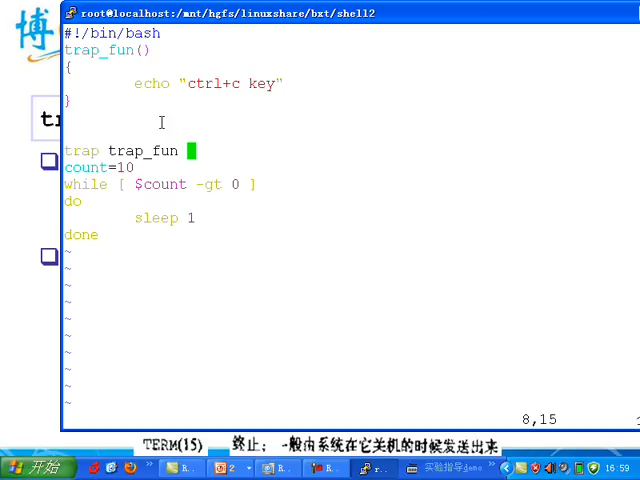 博
root@localhost:/mnt/hgfs/linuxshare/bxt/shell2
#!/bin/bash
trap_fun()
{
echo "ctrl+c key"
}
tr
trap trap_fun
count=10
while [ $count -gt 0 ]
do
sleep 1
done
~
~
~
~
~
~
~
~
~
~
8,15
TERM(15) 终止；一般由系统在它关机的时候发送出来
开始
R..
2
R..
R..
r..
实验指导demo
16:59